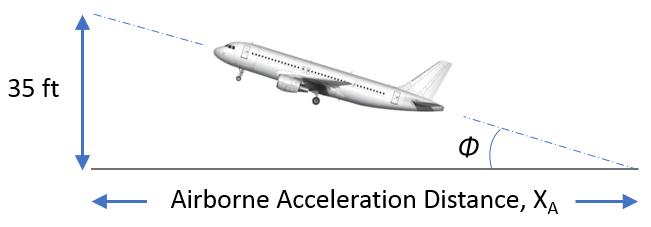 35 ft
Φ
Airborne Acceleration Distance, XA